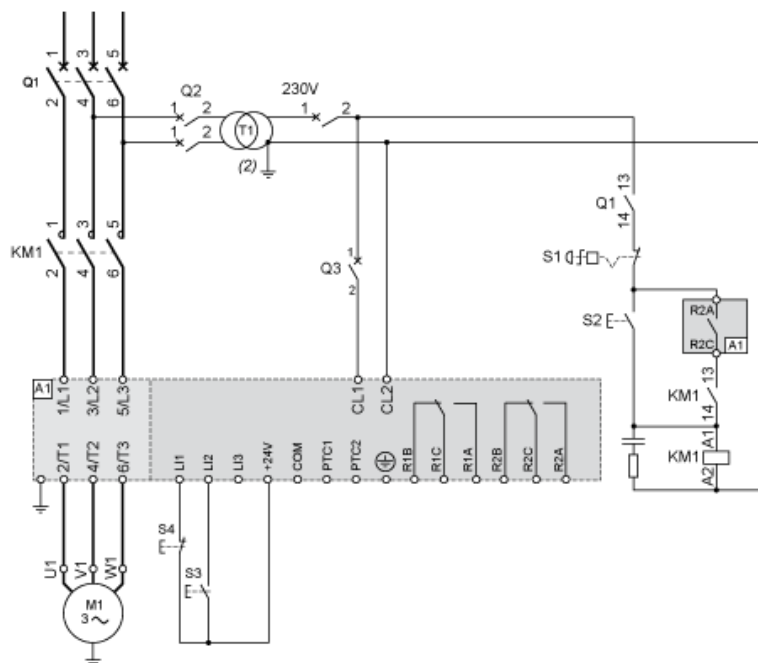 1 3 5
Q1
2 4 6
Q2
1 2
1 2
T1
(2)
230V
1 2
Q1
13
14
S1
KM1
1 3 5
2 4 6
Q3
1
2
S2
R2A
R2C
A1
KM1
13
14
KM1
A1
A2
A1
1/L1 3/L2 5/L3
CL1 CL2
2/T1 4/T2 6/T3
LI1 LI2 LI3 +24V COM PTC1 PTC2 R1B R1C R1A R2B R2C R2A
S4
S3
U1 V1 W1
M1
3